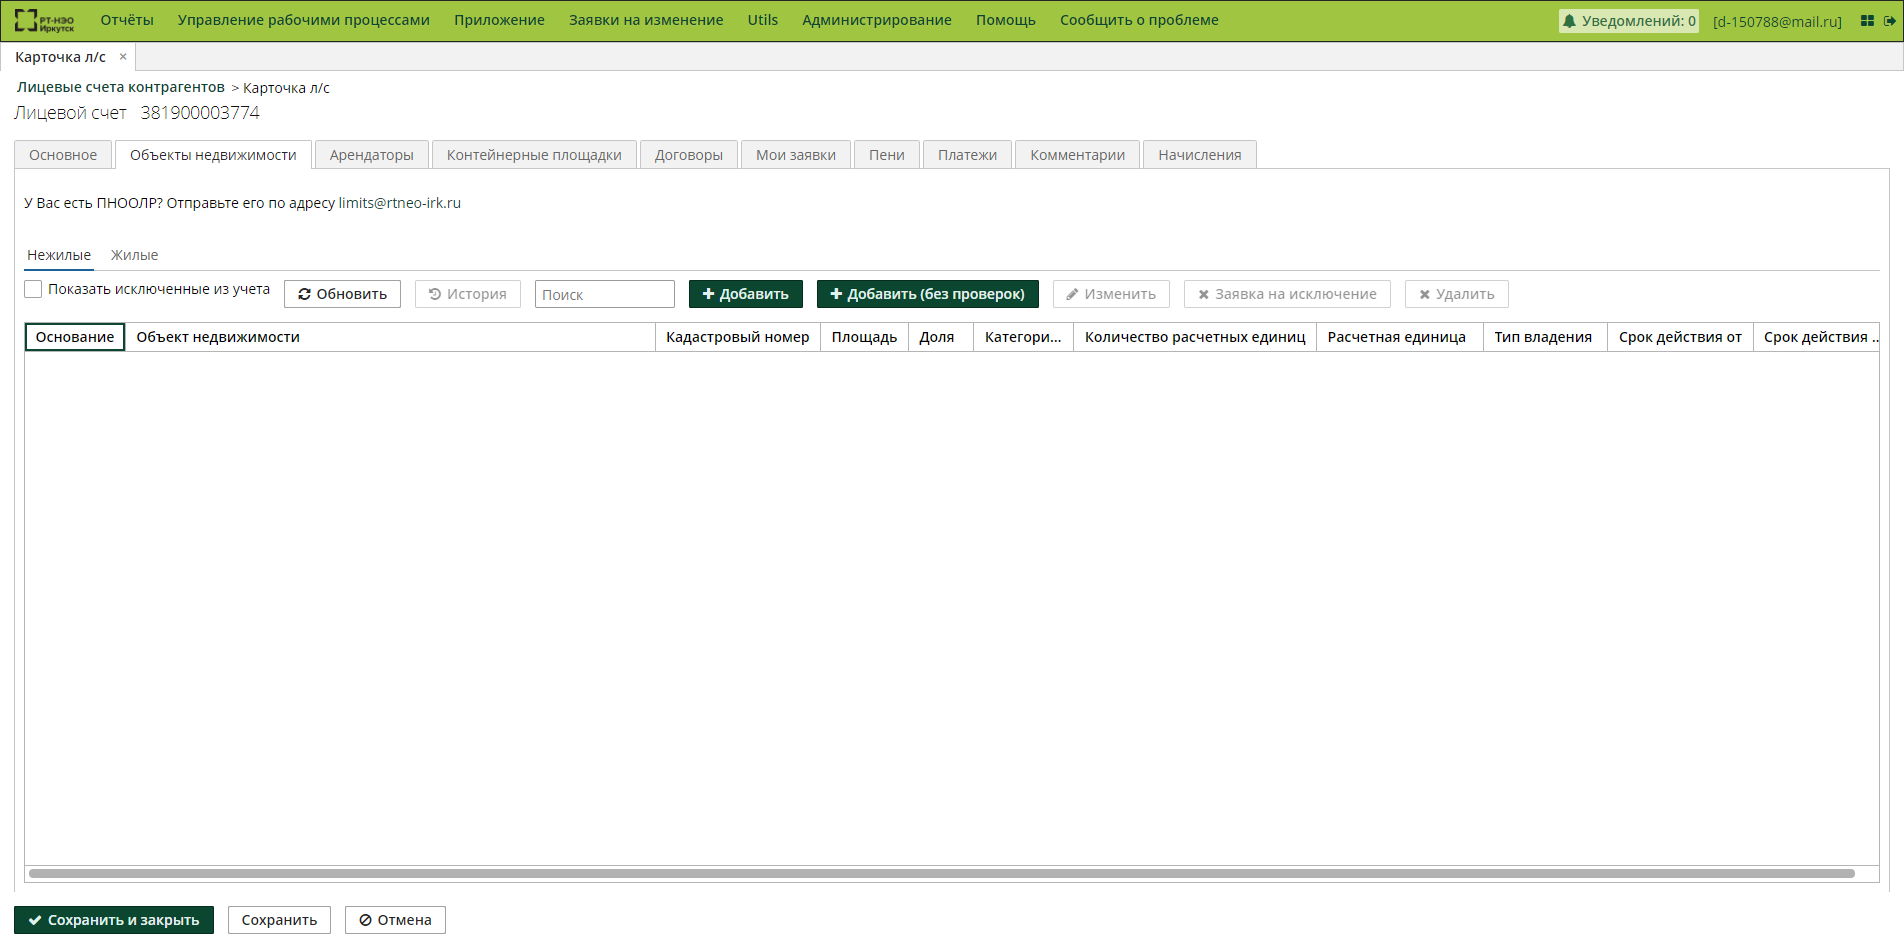 РТ-НЭО Иркутск Отчёты Управление рабочими процессами Приложение Заявки на изменение Utils Администрирование Помощь Сообщить о проблеме Уведомлений: 0 [d-150788@mail.ru]
Карточка л/с ×
Лицевые счета контрагентов > Карточка л/с
Лицевой счет 381900003774
Основное Объекты недвижимости Арендаторы Контейнерные площадки Договоры Мои заявки Пени Платежи Комментарии Начисления
У Вас есть ПНООЛР? Отправьте его по адресу limits@rtneo-irk.ru
Нежилые Жилые
Показать исключенные из учета Обновить История Поиск Добавить Добавить (без проверок) Изменить Заявка на исключение Удалить
Основание Объект недвижимости Кадастровый номер Площадь Доля Категори... Количество расчетных единиц Расчетная единица Тип владения Срок действия от Срок действия ..
Сохранить и закрыть Сохранить Отмена